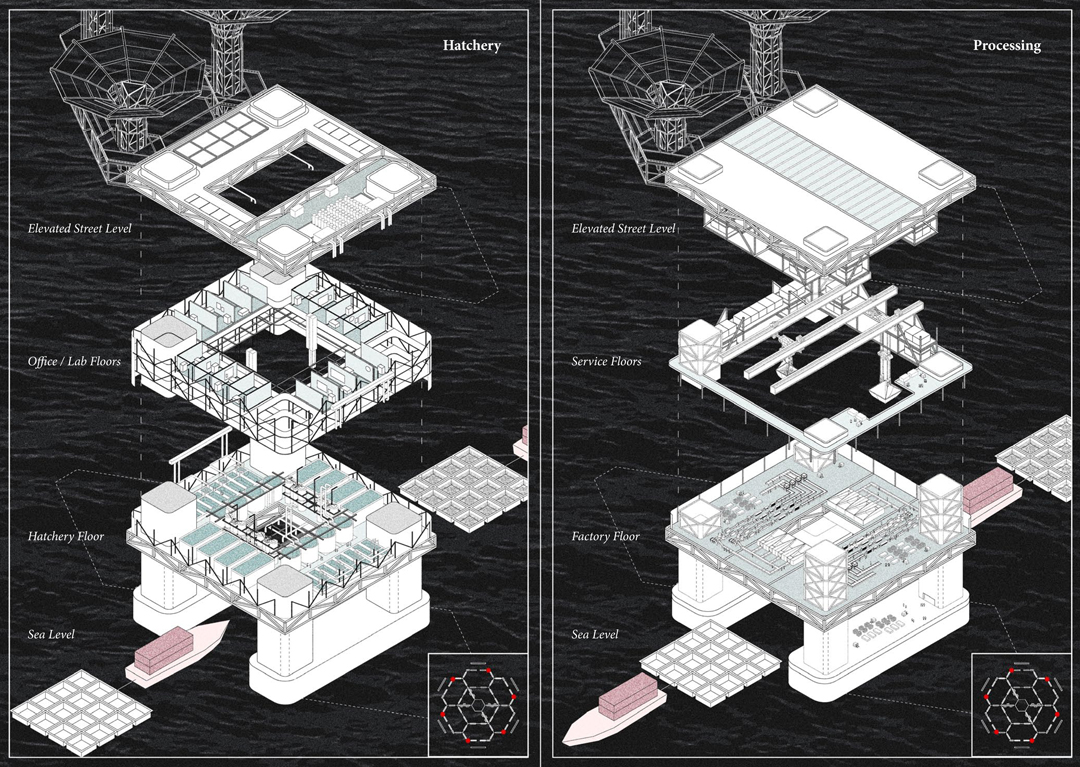 Hatchery
Elevated Street Level
Office / Lab Floors
Hatchery Floor
Sea Level
Processing
Elevated Street Level
Service Floors
Factory Floor
Sea Level